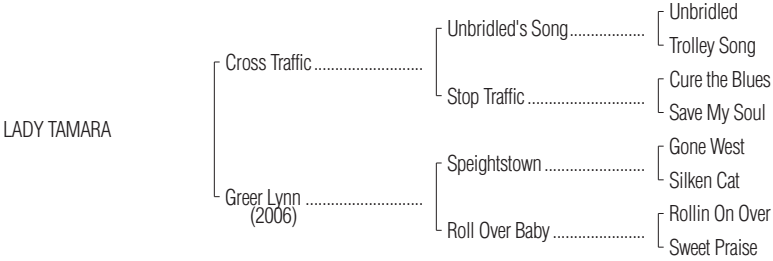 Unbridled
Unbridled's Song...................
Trolley Song
Cross Traffic..........................
Cure the Blues
Stop Traffic............................
Save My Soul
LADY TAMARA
Gone West
Speightstown........................
Silken Cat
Greer Lynn............................
(2006)
Rollin On Over
Roll Over Baby......................
Sweet Praise